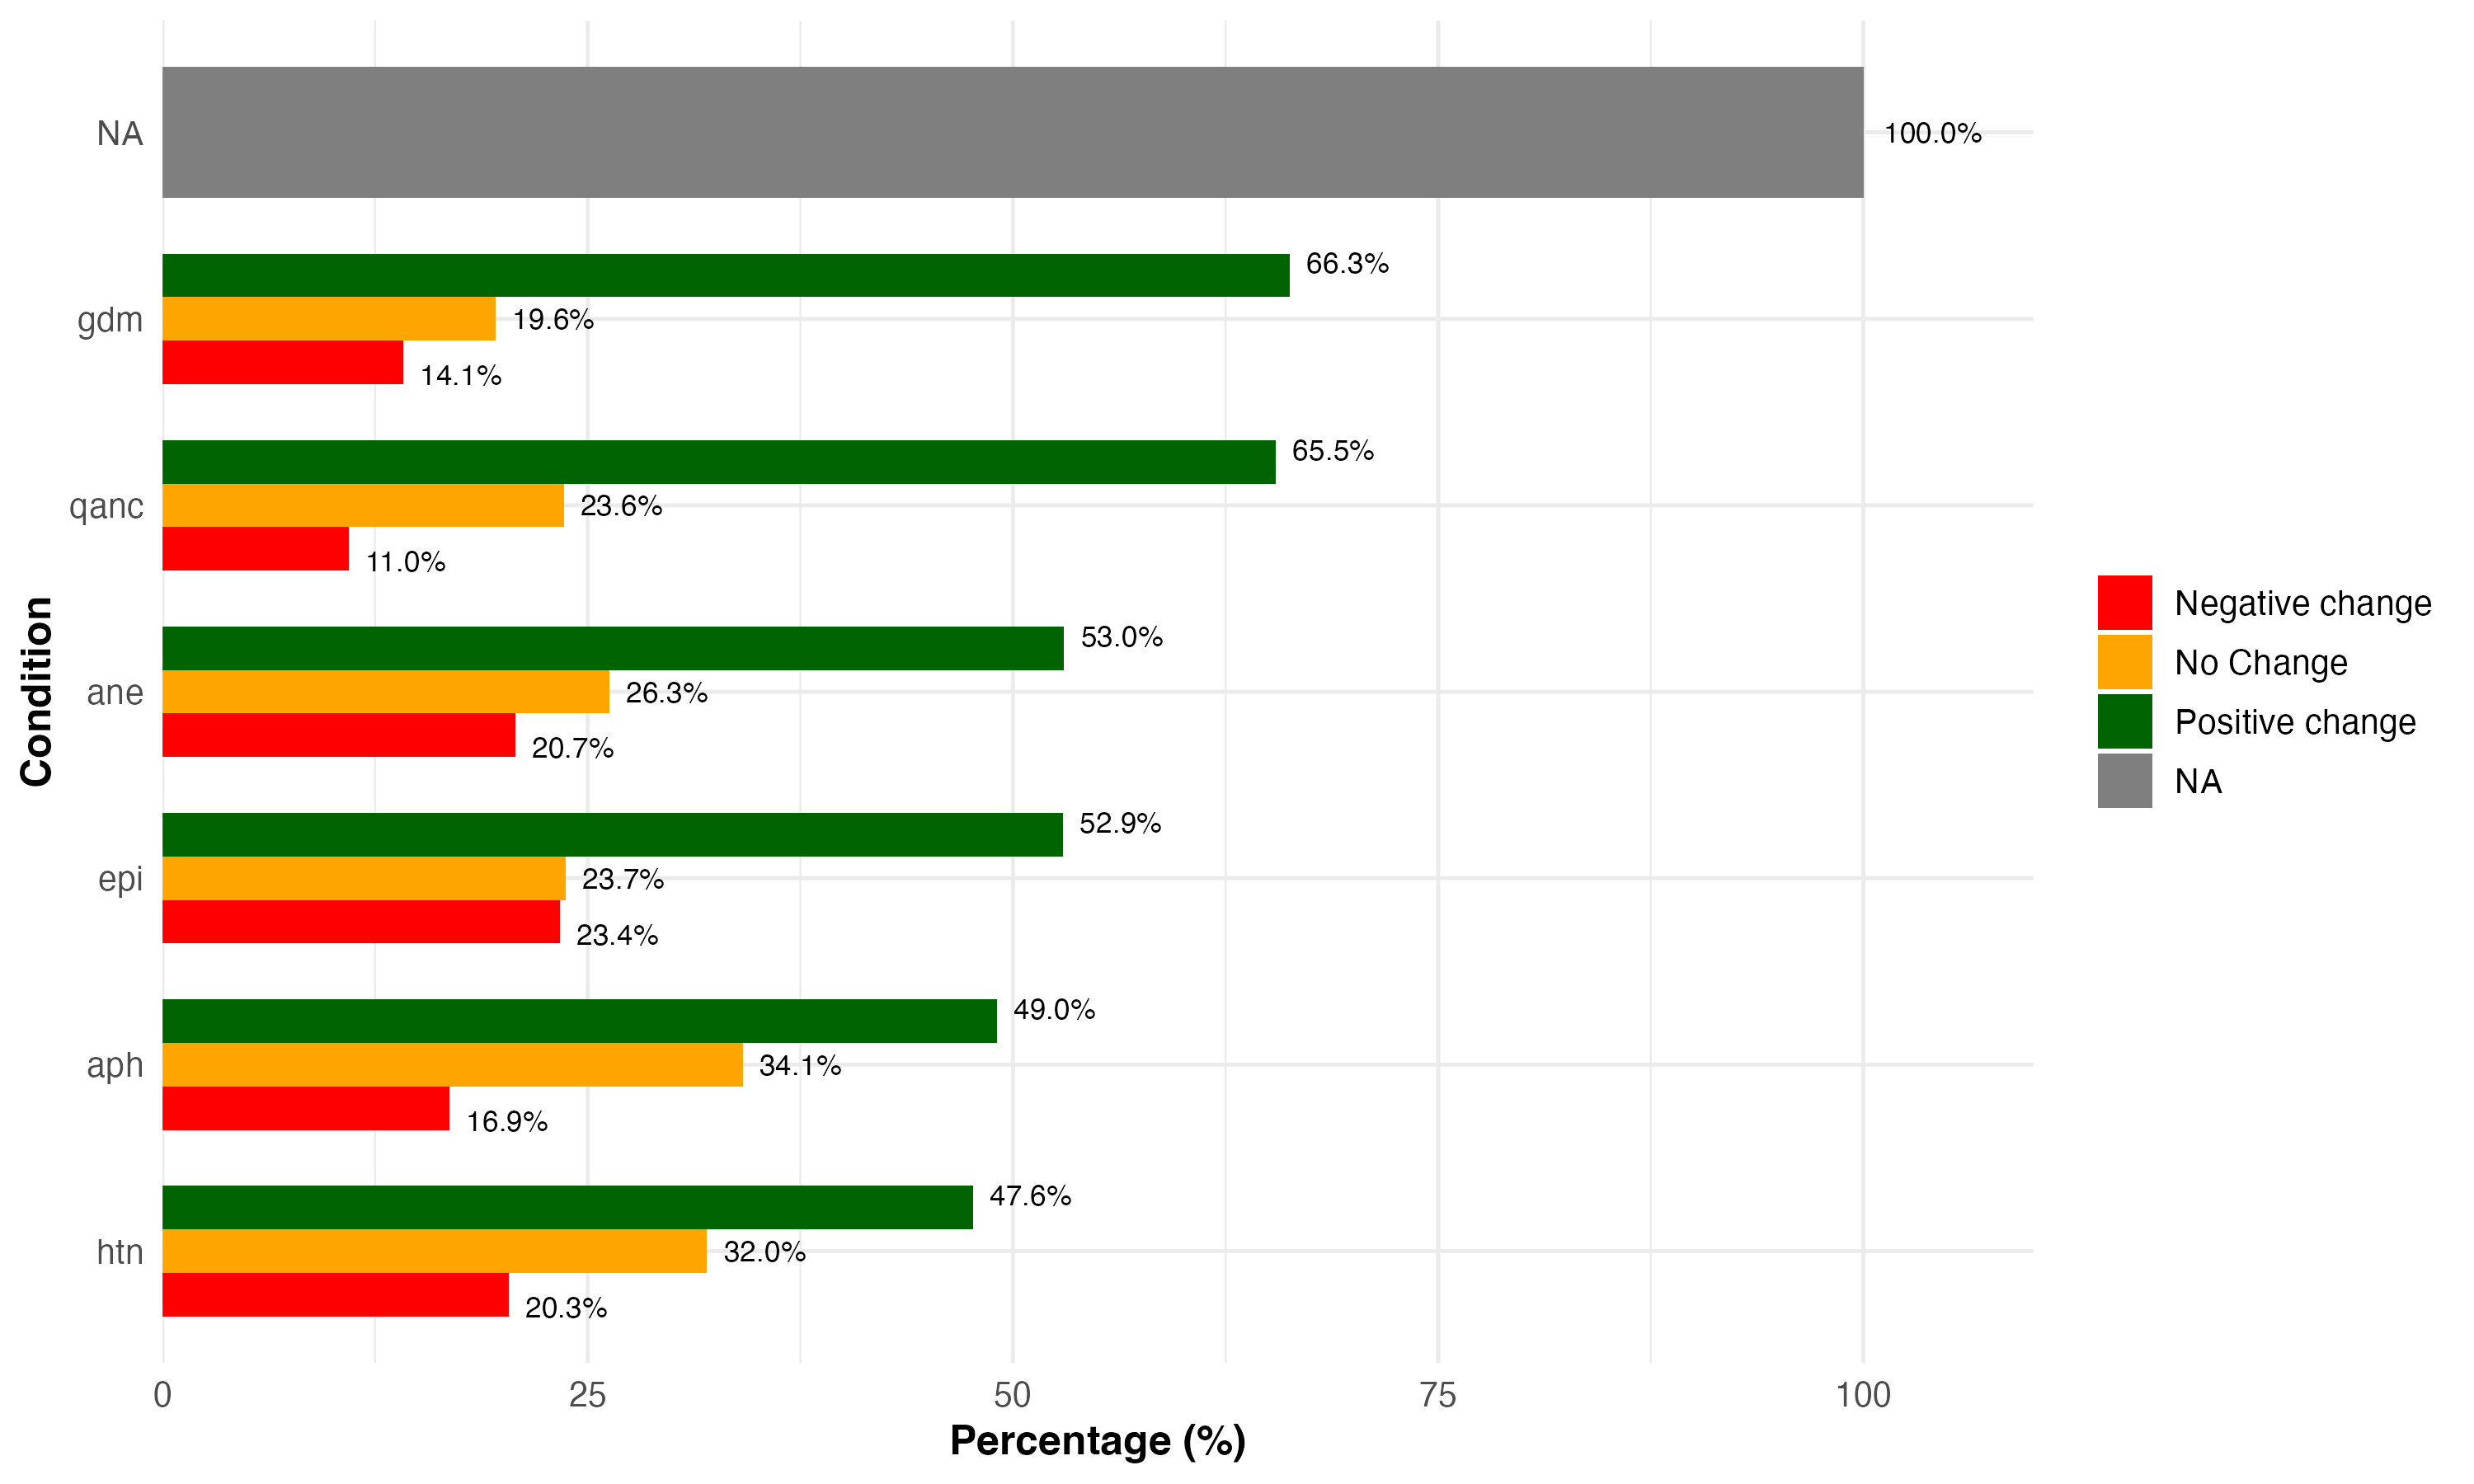 NA
100.0%
66.3%
gdm
19.6%
14.1%
65.5%
qanc
23.6%
11.0%
53.0%
ane
26.3%
20.7%
52.9%
epi
23.7%
23.4%
49.0%
aph
34.1%
16.9%
47.6%
htn
32.0%
20.3%
0 25 50 75 100
Percentage (%)
Condition
Negative change
No Change
Positive change
NA